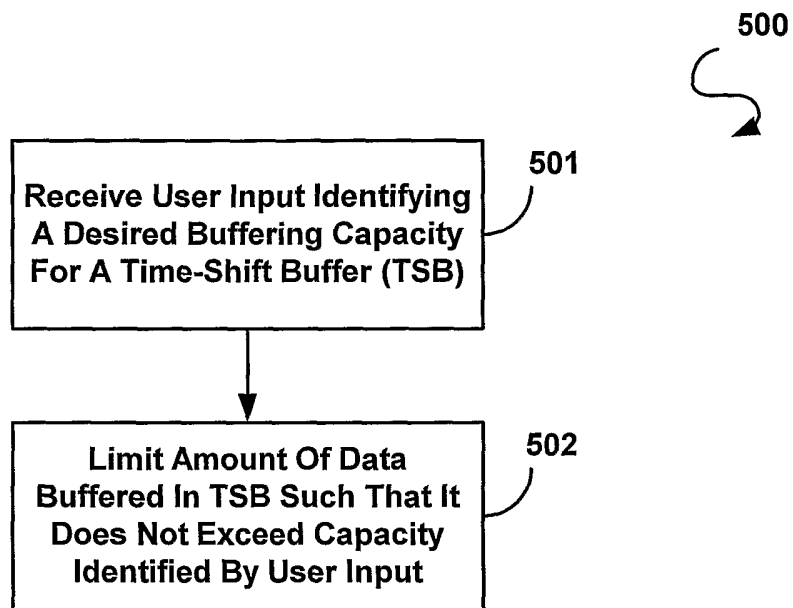 500
501
Receive User Input Identifying
A Desired Buffering Capacity
For A Time-Shift Buffer (TSB)
502
Limit Amount Of Data
Buffered In TSB Such That It
Does Not Exceed Capacity
Identified By User Input